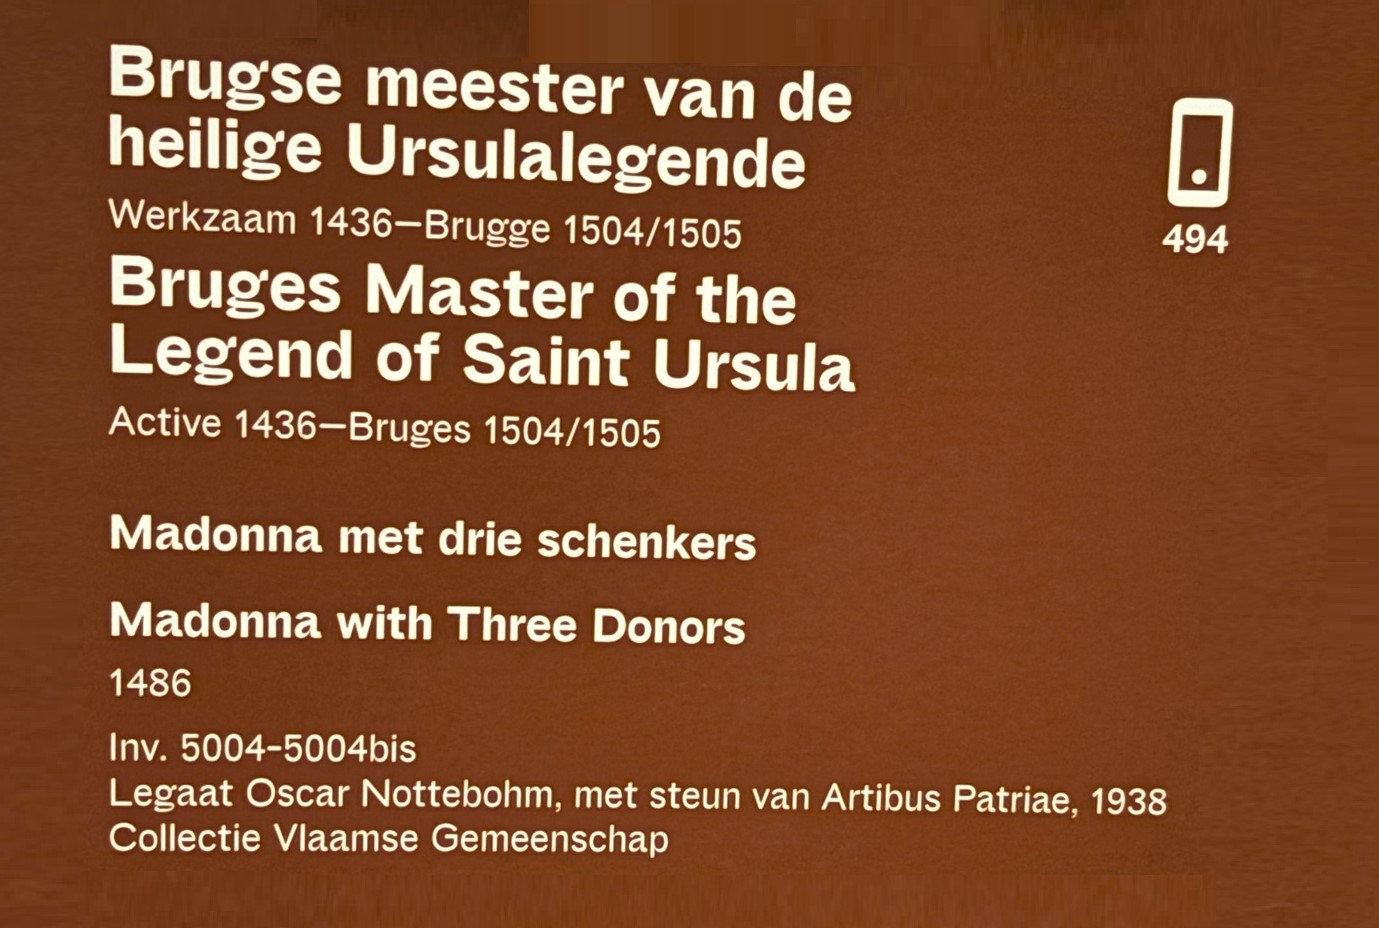 Brugse meester van de
heilige Ursulalegende
Werkzaam 1436—Brugge 1504/1505
Bruges Master of the
Legend of Saint Ursula
Active 1436—Bruges 1504/1505
494
Madonna met drie schenkers
Madonna with Three Donors
1486
Inv. 5004-5004bis
Legaat Oscar Nottebohm, met steun van Artibus Patriae, 1938
Collectie Vlaamse Gemeenschap